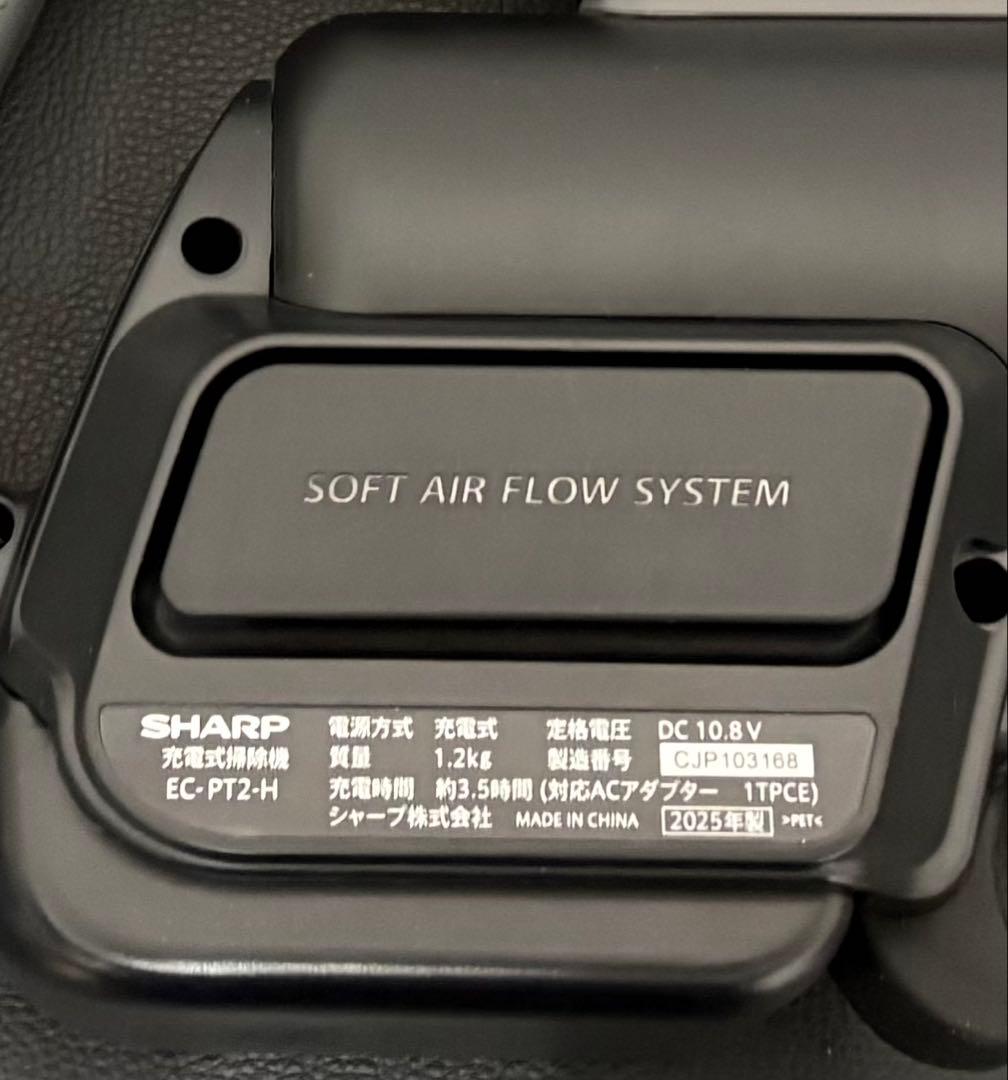 SOFT AIR FLOW SYSTEM
SHARP 電源方式 充電式 定格電圧 DC 10.8V
充電式掃除機 質量 1.2kg 製造番号 CJP103168
EC-PT2-H 充電時間 約3.5時間 (対応ACアダプター 1TPCE)
シャープ株式会社 MADE IN CHINA 2025年製 >PET<